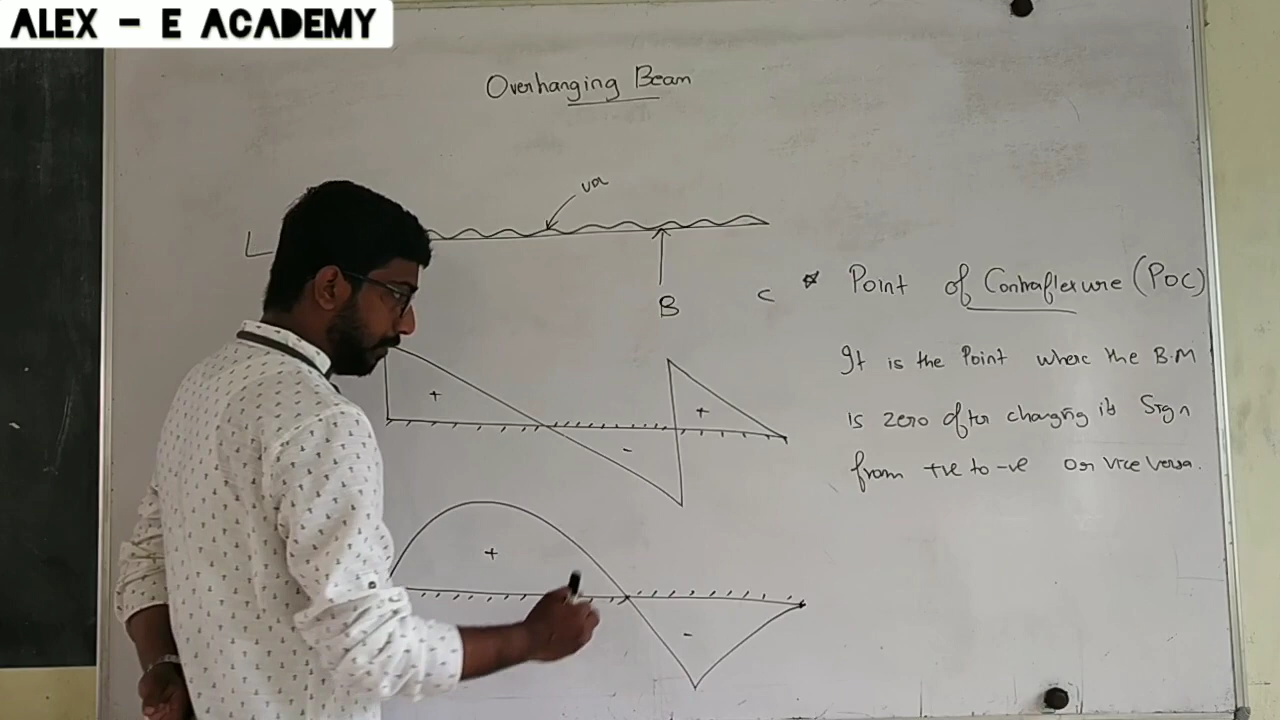 ALEX - E ACADEMY
Overhanging Beam
L
B
C
* Point of Contraflexure (POC)
It is the Point where the B.M
is zero after changing its Sign
from +ve to -ve or vice versa.
+
-
+
+
-